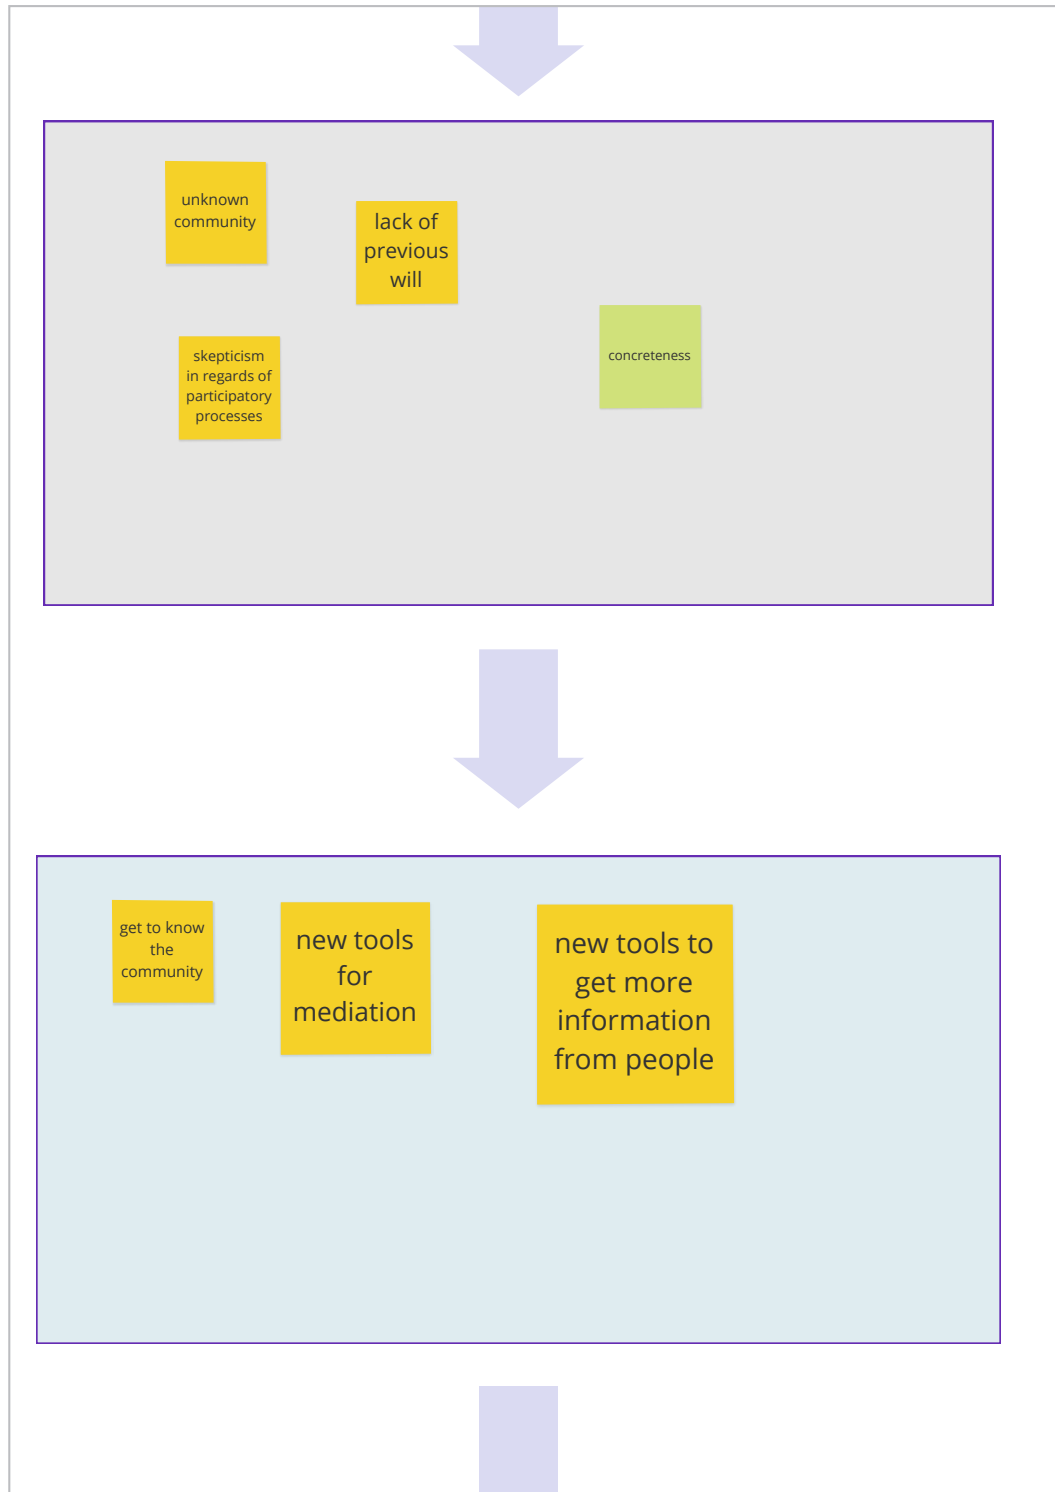 unknown
community
lack of
previous
will
concreteness
skepticism
in regards of
participatory
processes
get to know
the
community
new tools
for
mediation
new tools to
get more
information
from people